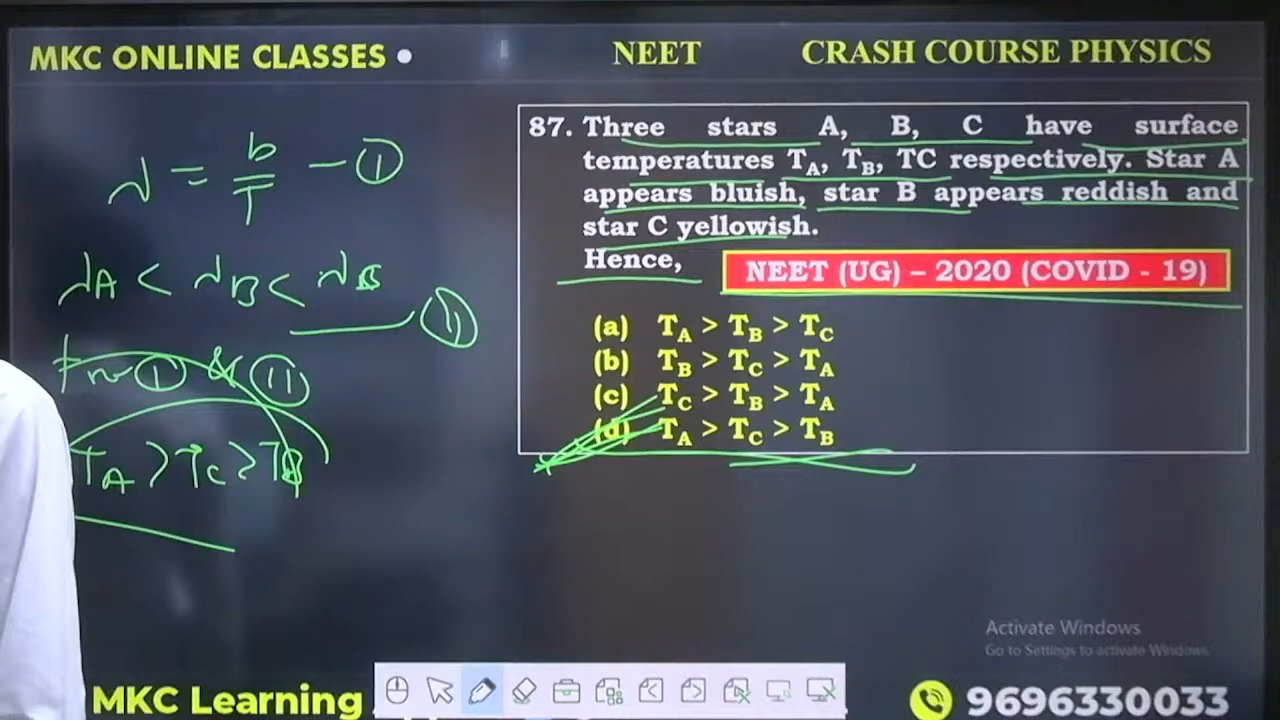 MKC ONLINE CLASSES • NEET CRASH COURSE PHYSICS
λ = b/T – ①
λA < λB < λB
⑪
from ① & ⑪
TA > TC > TB
87. Three stars A, B, C have surface
temperatures TA, TB, TC respectively. Star A
appears bluish, star B appears reddish and
star C yellowish.
Hence,
NEET (UG) – 2020 (COVID - 19)
(a) TA > TB > TC
(b) TB > TC > TA
(c) TC > TB > TA
(d) TA > TC > TB
Activate Windows
Go to Settings to activate Windows.
MKC Learning
9696330033